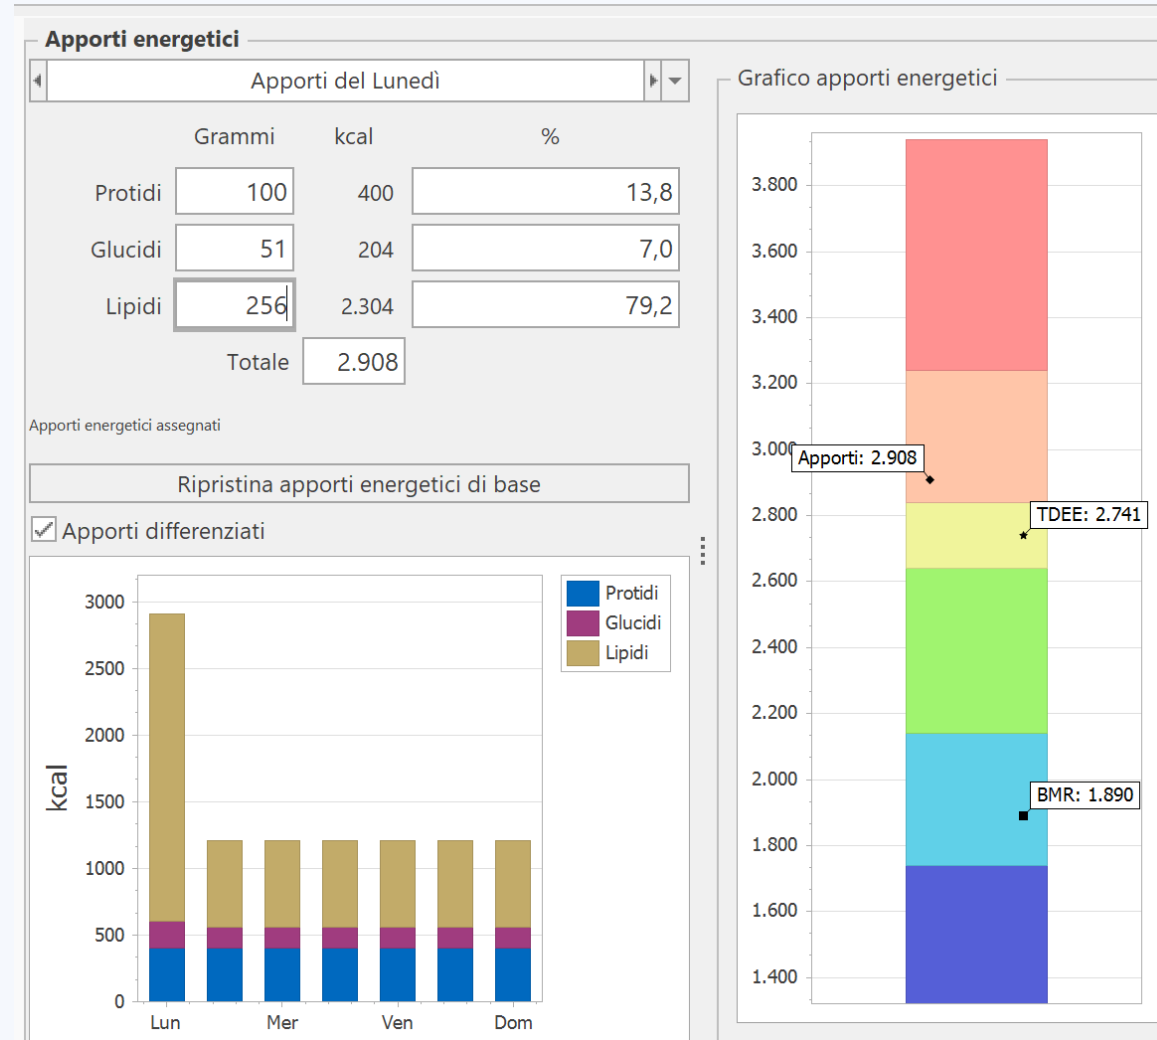 Apporti energetici
Apporti del Lunedì
Grammi kcal %
Protidi 100 400 13,8
Glucidi 51 204 7,0
Lipidi 256 2.304 79,2
Totale 2.908
Apporti energetici assegnati
Ripristina apporti energetici di base
Apporti differenziati
3000
2500
2000
1500
1000
500
0
kcal
Lun Mer Ven Dom
Protidi
Glucidi
Lipidi
Grafico apporti energetici
3.800
3.600
3.400
3.200
3.000
Apporti: 2.908
2.800
TDEE: 2.741
2.600
2.400
2.200
2.000
BMR: 1.890
1.800
1.600
1.400